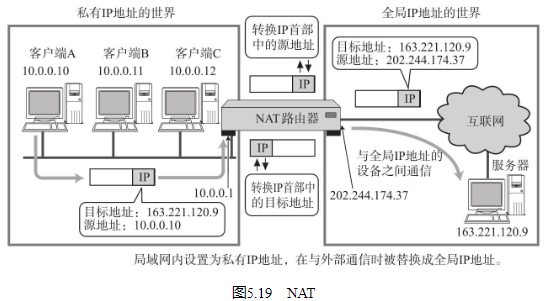 私有IP地址的世界
客户端A
10.0.0.10
客户端B
10.0.0.11
客户端C
10.0.0.12
IP
目标地址：163.221.120.9
源地址：10.0.0.10
10.0.0.1
转换IP首部
中的源地址
IP
NAT路由器
IP
转换IP首部中
的目标地址
全局IP地址的世界
目标地址：163.221.120.9
源地址：202.244.174.37
IP
互联网
与全局IP地址的
设备之间通信
202.244.174.37
服务器
163.221.120.9
局域网内设置为私有IP地址，在与外部通信时被替换成全局IP地址。
图5.19 NAT